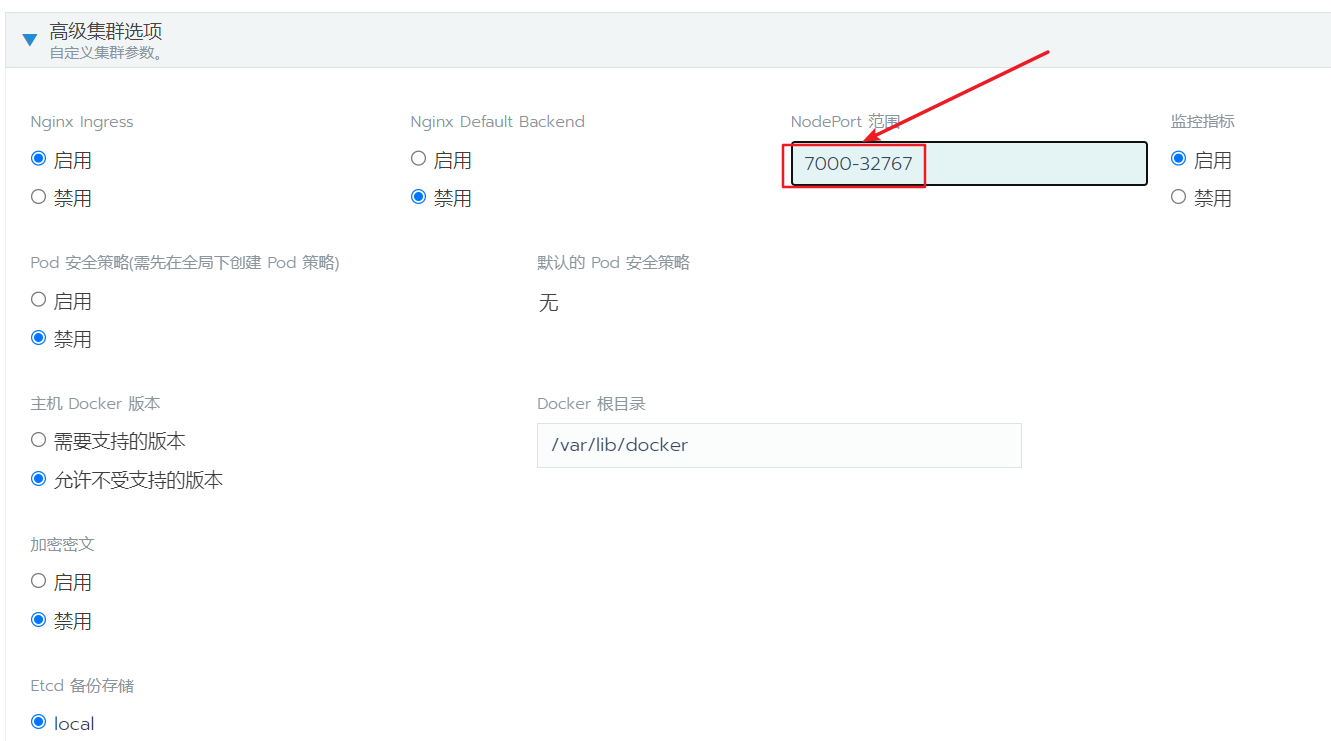 高级集群选项
自定义集群参数。
Nginx Ingress
Nginx Default Backend
NodePort 范围
监控指标
启用
启用
7000-32767
启用
禁用
禁用
禁用
Pod 安全策略(需先在全局下创建 Pod 策略)
默认的 Pod 安全策略
启用
无
禁用
主机 Docker 版本
Docker 根目录
需要支持的版本
/var/lib/docker
允许不受支持的版本
加密密文
启用
禁用
Etcd 备份存储
local